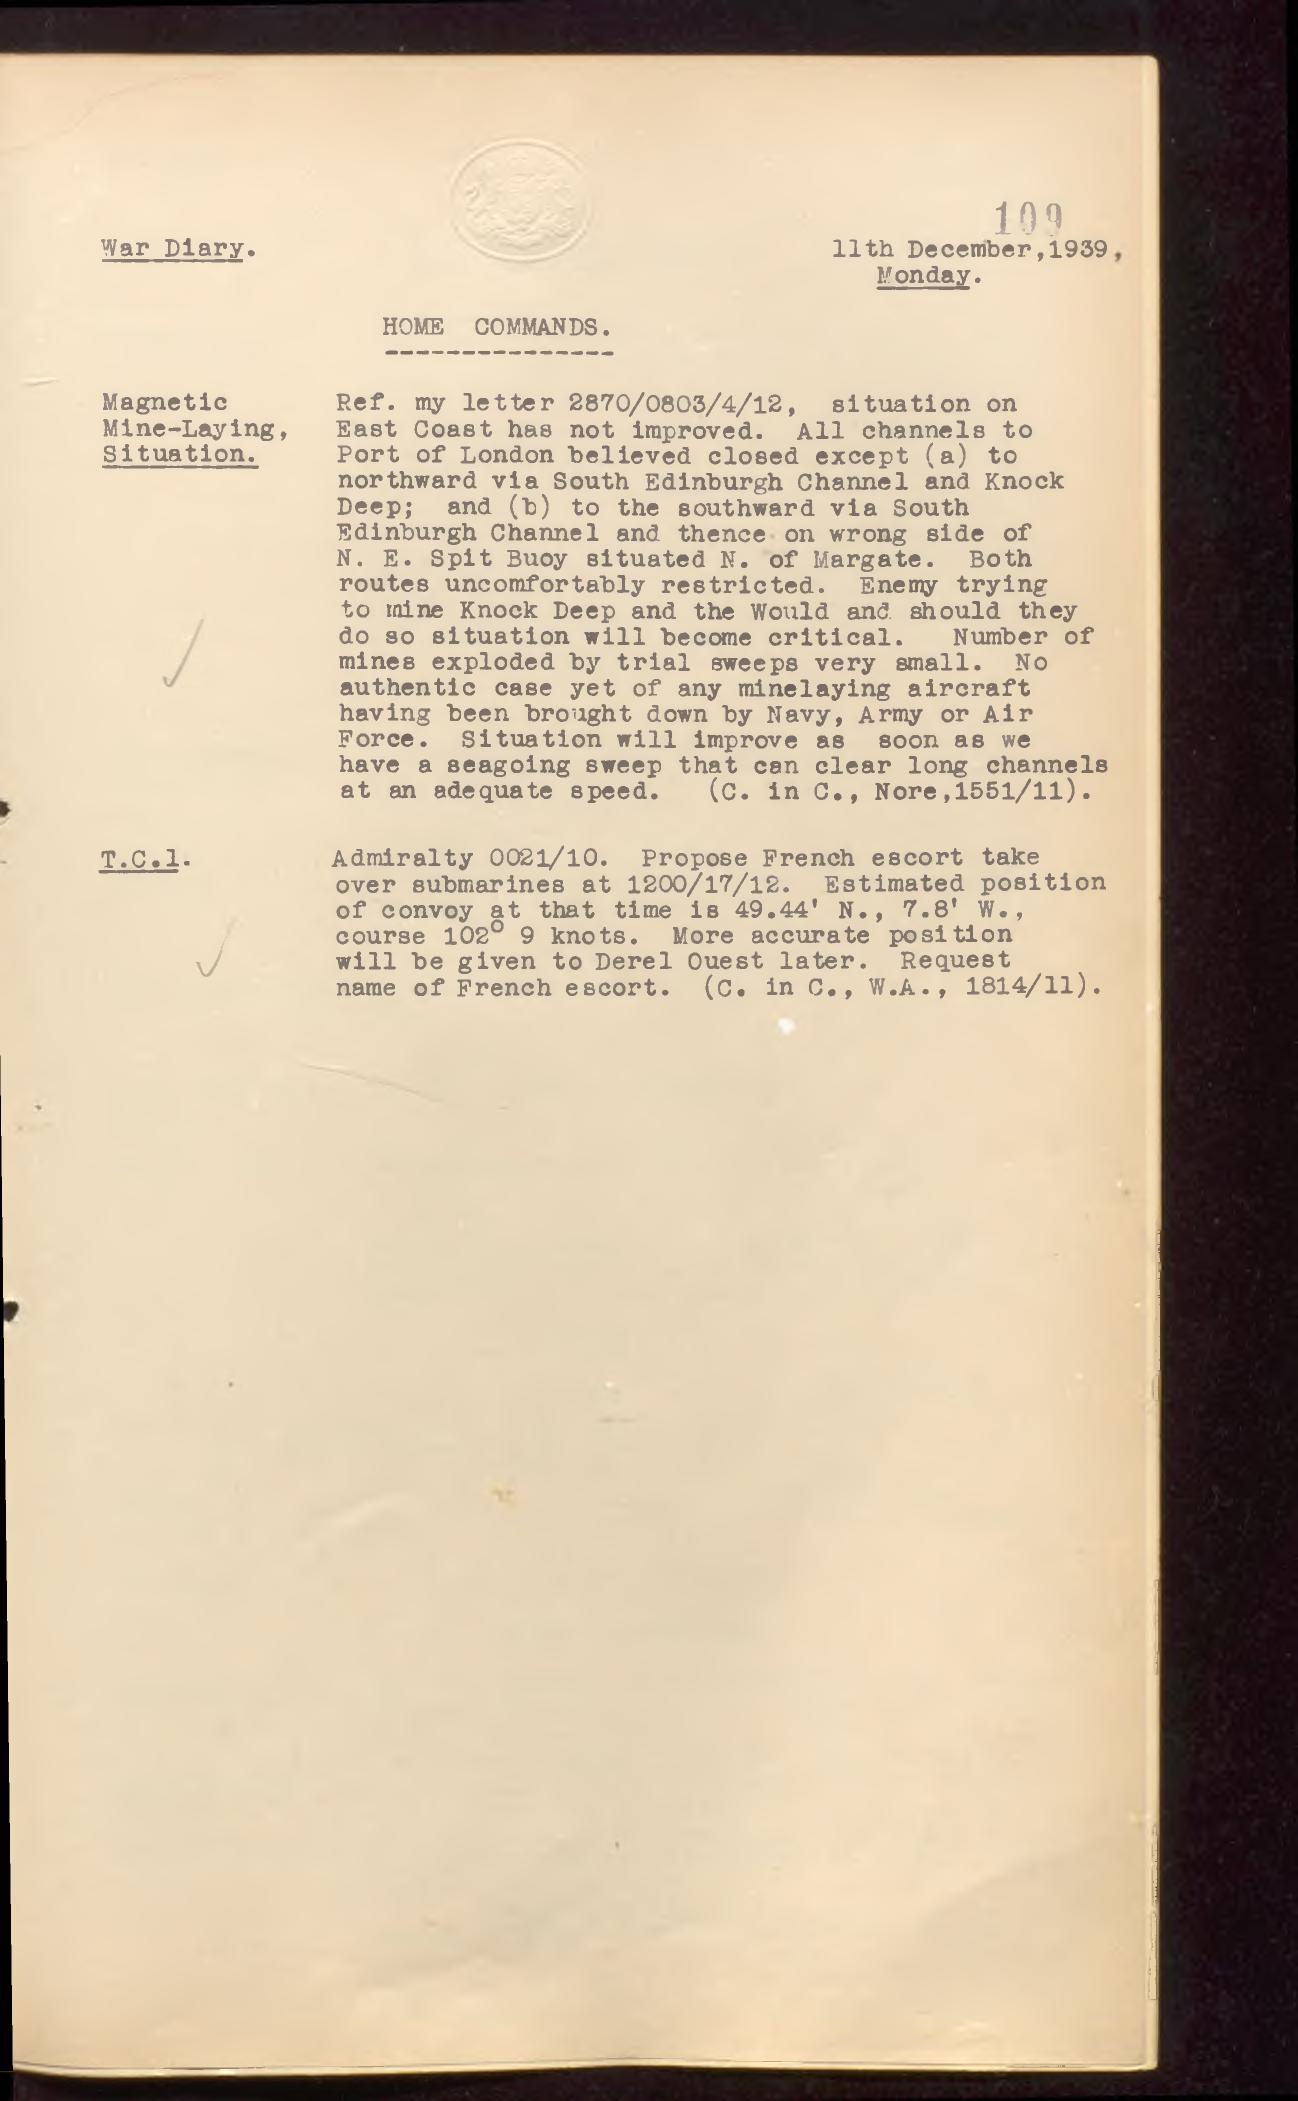 109
War Diary.
11th December,1939,
Monday.
HOME COMMANDS.
---------------
Magnetic
Mine-Laying,
Situation.
Ref. my letter 2870/0803/4/12, situation on
East Coast has not improved. All channels to
Port of London believed closed except (a) to
northward via South Edinburgh Channel and Knock
Deep; and (b) to the southward via South
Edinburgh Channel and thence on wrong side of
N. E. Spit Buoy situated N. of Margate. Both
routes uncomfortably restricted. Enemy trying
to mine Knock Deep and the Would and should they
do so situation will become critical. Number of
mines exploded by trial sweeps very small. No
authentic case yet of any minelaying aircraft
having been brought down by Navy, Army or Air
Force. Situation will improve as soon as we
have a seagoing sweep that can clear long channels
at an adequate speed. (C. in C., Nore,1551/11).
T.C.1.
Admiralty 0021/10. Propose French escort take
over submarines at 1200/17/12. Estimated position
of convoy at that time is 49.44' N., 7.8' W.,
course 102° 9 knots. More accurate position
will be given to Derel Ouest later. Request
name of French escort. (C. in C., W.A., 1814/11).